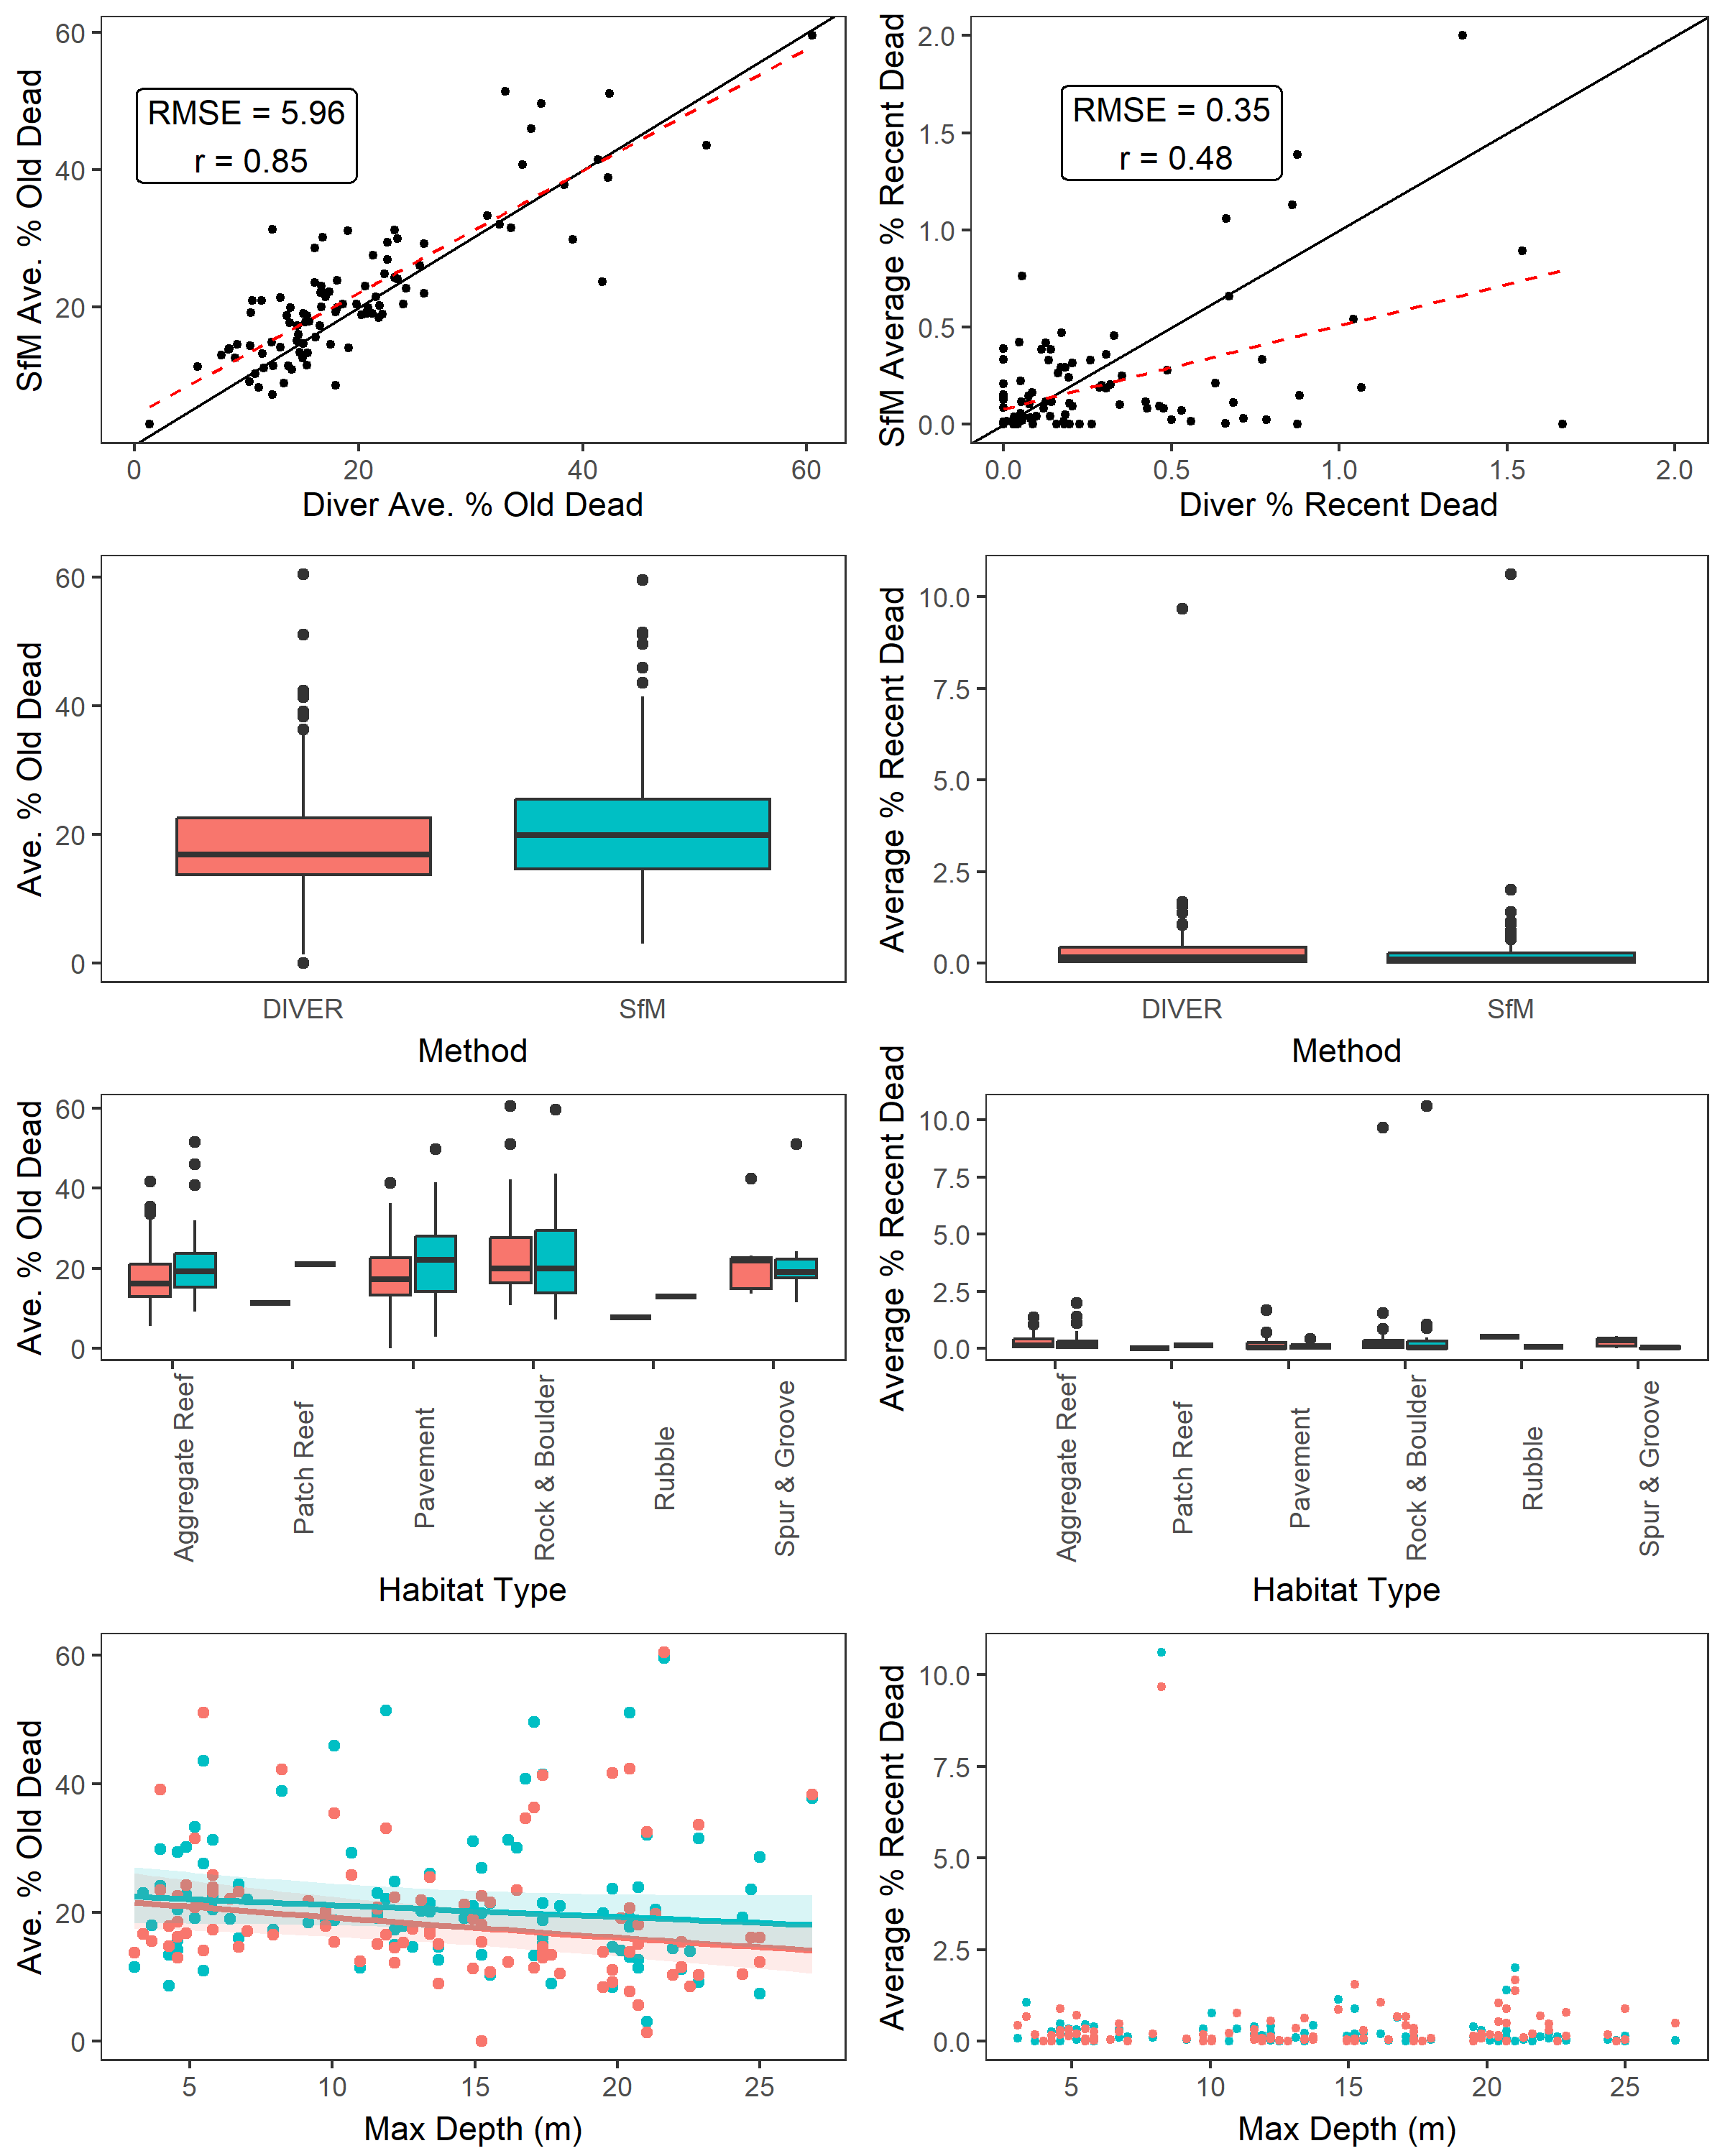 SfM Ave. % Old Dead
60
40
20
RMSE = 5.96
r = 0.85
0 20 40 60
Diver Ave. % Old Dead
SfM Average % Recent Dead
2.0
1.5
1.0
0.5
0.0
RMSE = 0.35
r = 0.48
0.0 0.5 1.0 1.5 2.0
Diver % Recent Dead
Ave. % Old Dead
60
40
20
0
DIVER SfM
Method
Average % Recent Dead
10.0
7.5
5.0
2.5
0.0
DIVER SfM
Method
Ave. % Old Dead
60
40
20
0
Aggregate Reef
Patch Reef
Pavement
Rock & Boulder
Rubble
Spur & Groove
Habitat Type
Average % Recent Dead
10.0
7.5
5.0
2.5
0.0
Aggregate Reef
Patch Reef
Pavement
Rock & Boulder
Rubble
Spur & Groove
Habitat Type
Ave. % Old Dead
60
40
20
0
5 10 15 20 25
Max Depth (m)
Average % Recent Dead
10.0
7.5
5.0
2.5
0.0
5 10 15 20 25
Max Depth (m)